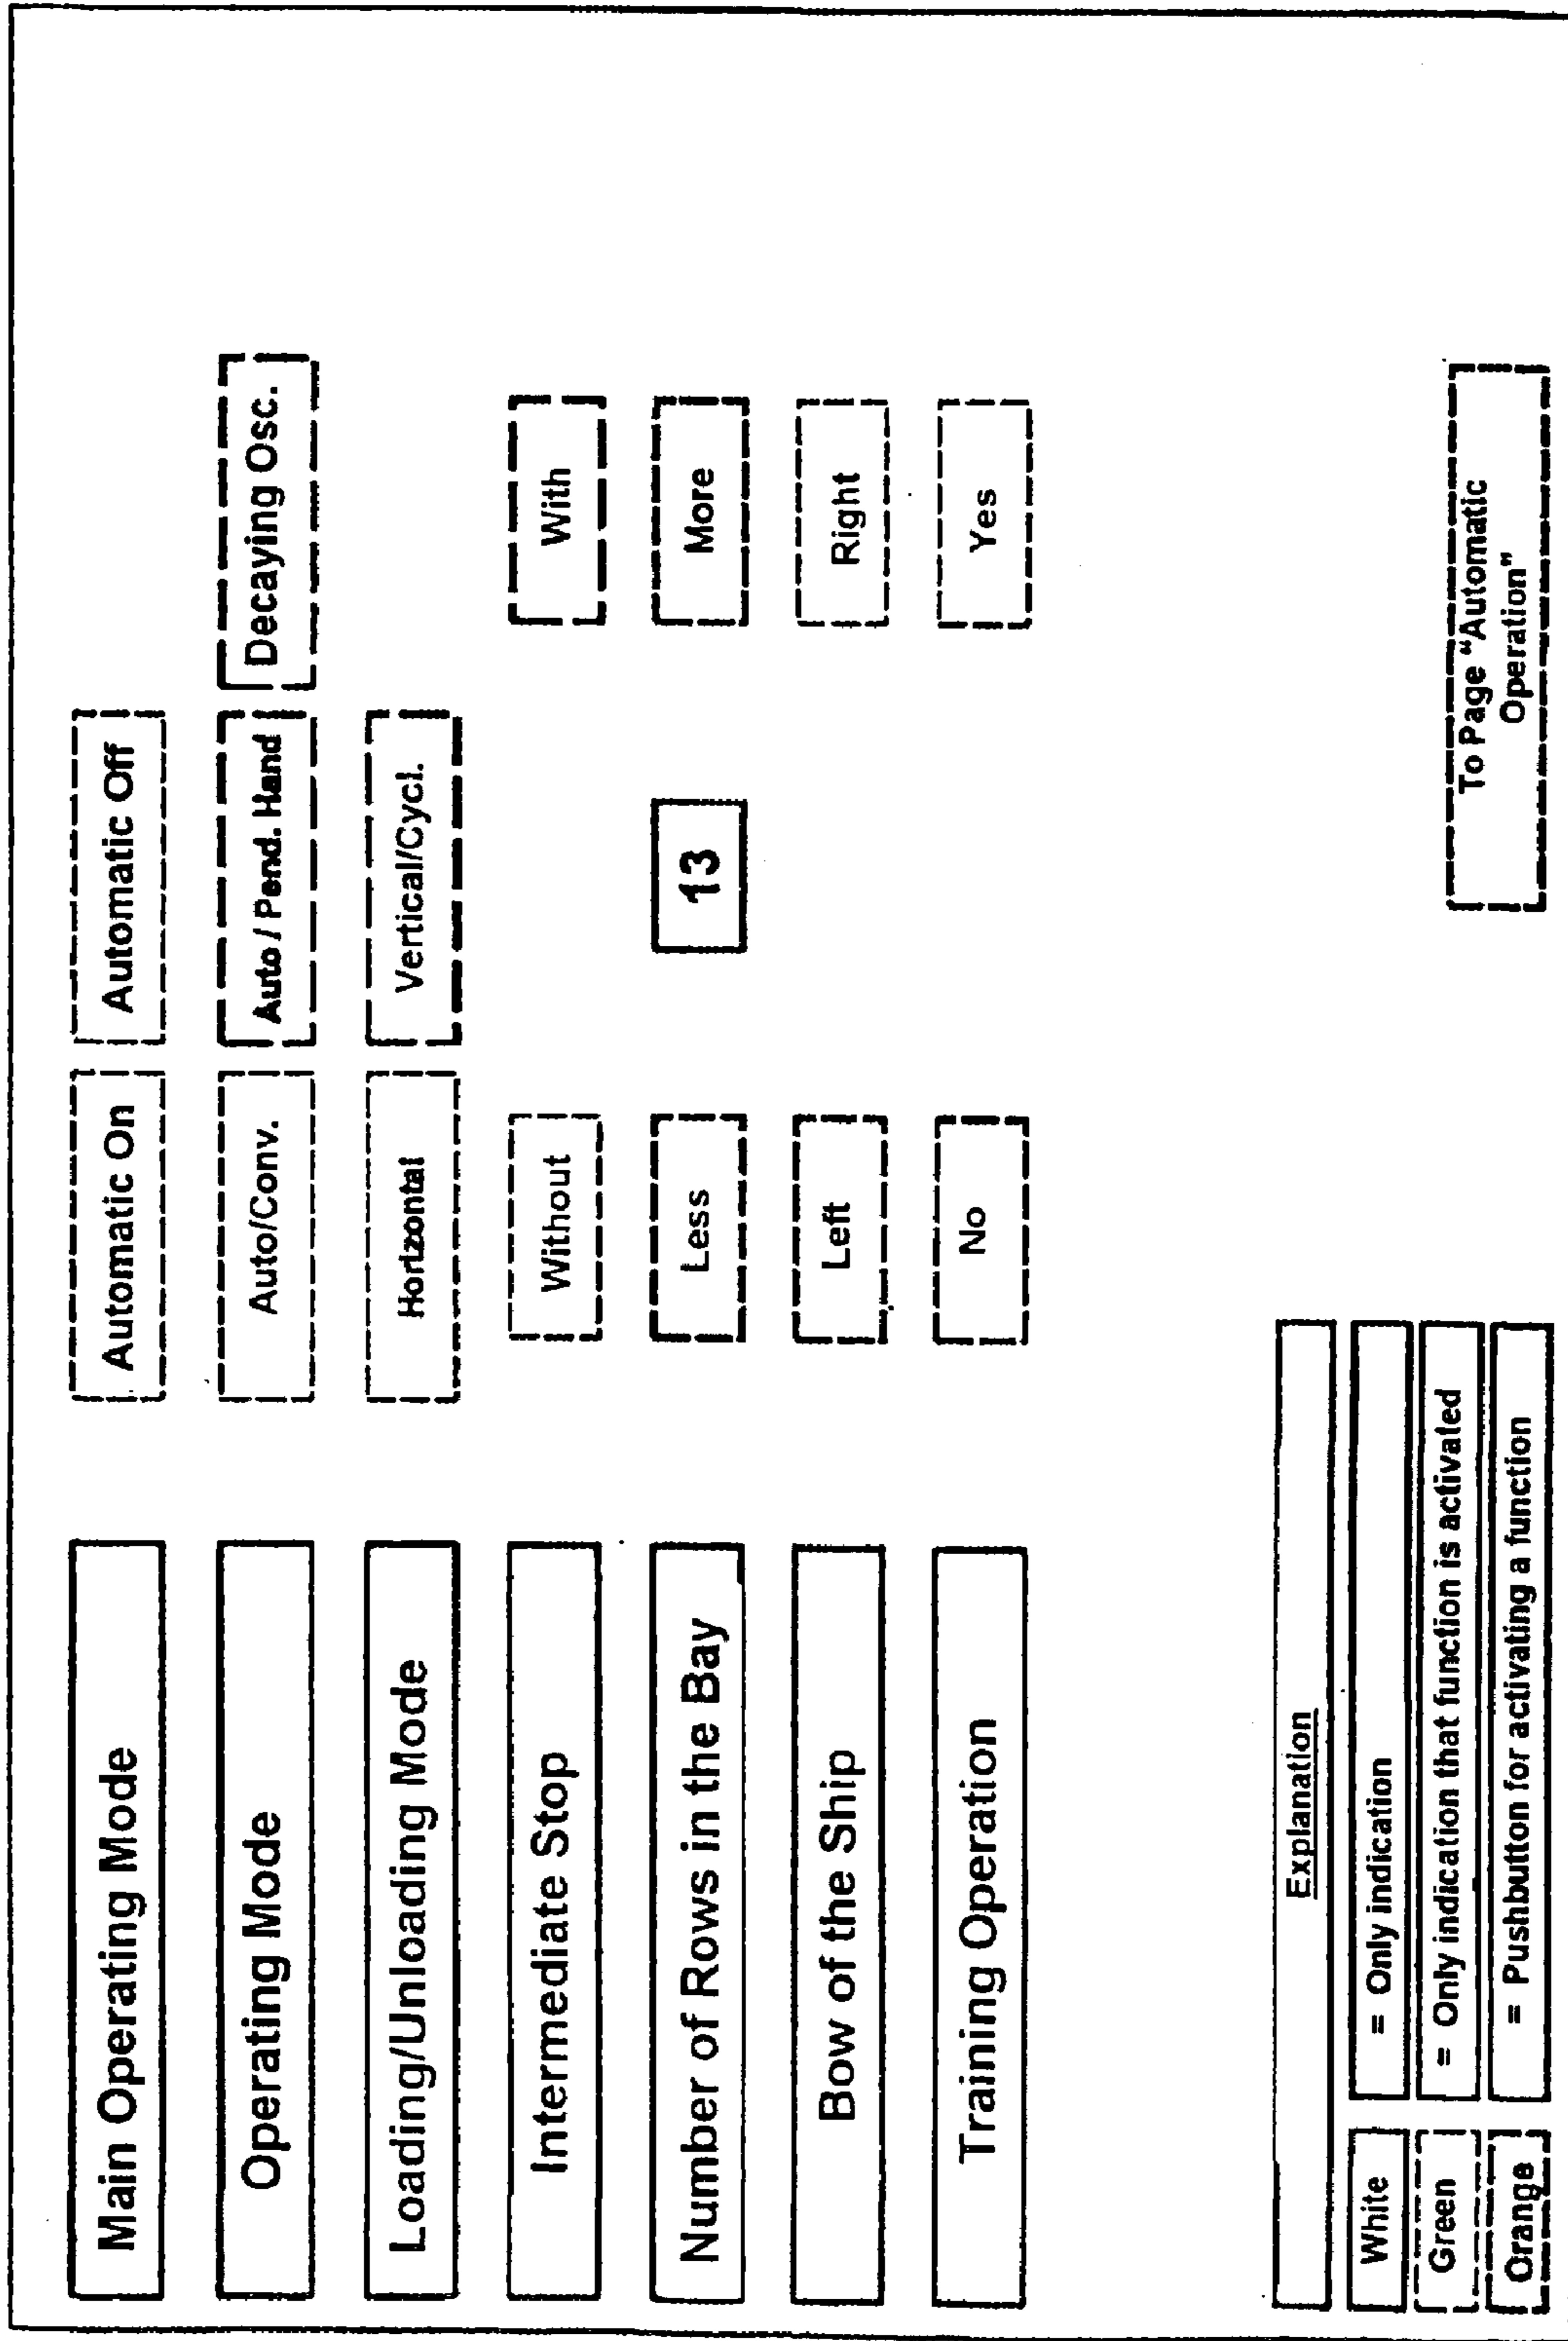 Main Operating Mode
Automatic On
Automatic Off
Operating Mode
Auto/Conv.
Auto / Pend. Hand
Decaying Osc.
Loading/Unloading Mode
Horizontal
Vertical/Cycl.
Intermediate Stop
Without
With
Number of Rows in the Bay
Less
13
More
Bow of the Ship
Left
Right
Training Operation
No
Yes
Explanation
White
= Only indication
Green
= Only indication that function is activated
Orange
= Pushbutton for activating a function
To Page “Automatic
Operation”